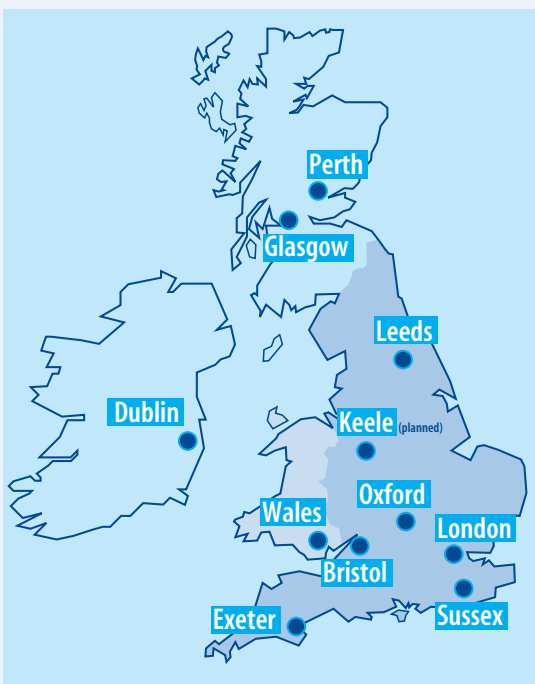 Perth
Glasgow
Leeds
Dublin
Keele (planned)
Oxford
Wales
London
Bristol
Exeter
Sussex